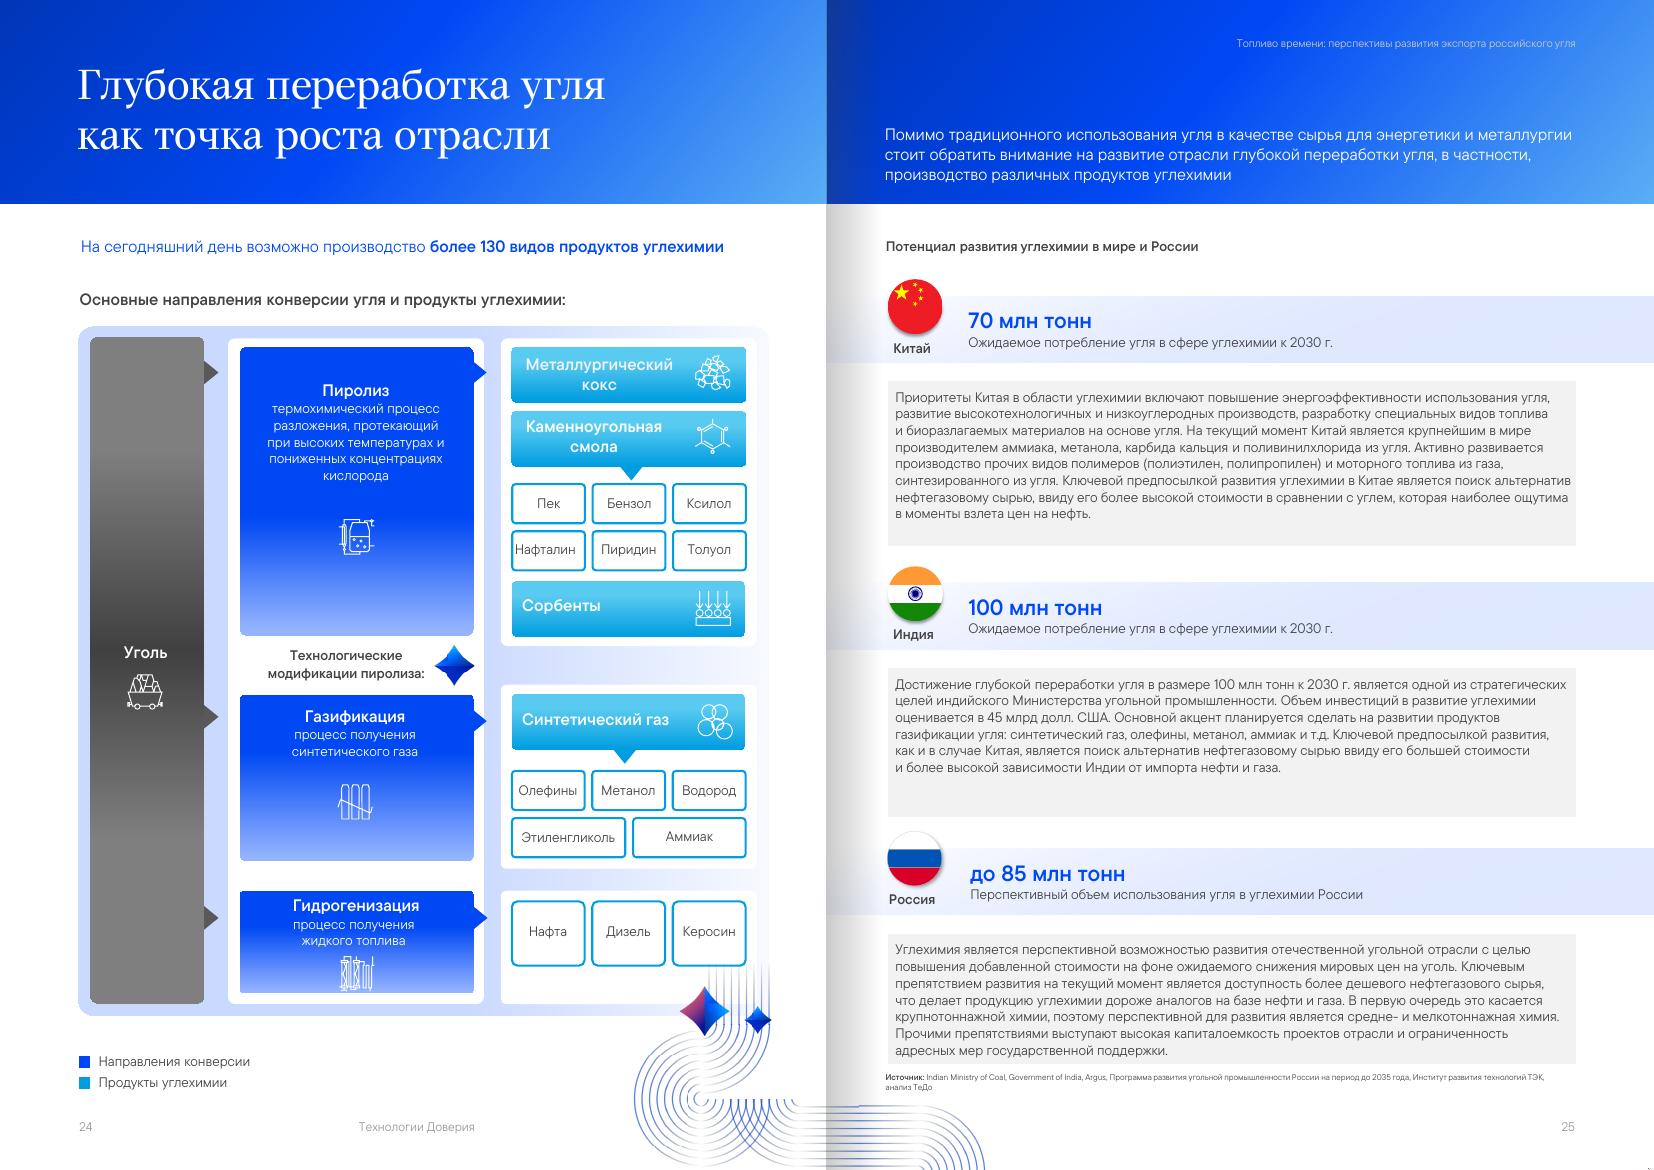 Глубокая переработка угля
как точка роста отрасли
На сегодняшний день возможно производство более 130 видов продуктов углехимии
Основные направления конверсии угля и продукты углехимии:
Уголь
Пиролиз
термохимический процесс
разложения, протекающий
при высоких температурах и
пониженных концентрациях
кислорода
Металлургический
кокс
Каменноугольная
смола
Пек
Бензол
Ксилол
Нафталин
Пиридин
Толуол
Сорбенты
Технологические
модификации пиролиза:
Газификация
процесс получения
синтетического газа
Синтетический газ
Олефины
Метанол
Водород
Этиленгликоль
Аммиак
Гидрогенизация
процесс получения
жидкого топлива
Нафта
Дизель
Керосин
Направления конверсии
Продукты углехимии
24
Технологии Доверия
Топливо времени: перспективы развития экспорта российского угля
Помимо традиционного использования угля в качестве сырья для энергетики и металлургии
стоит обратить внимание на развитие отрасли глубокой переработки угля, в частности,
производство различных продуктов углехимии
Потенциал развития углехимии в мире и России
Китай
70 млн тонн
Ожидаемое потребление угля в сфере углехимии к 2030 г.
Приоритеты Китая в области углехимии включают повышение энергоэффективности использования угля,
развитие высокотехнологичных и низкоуглеродных производств, разработку специальных видов топлива
и биоразлагаемых материалов на основе угля. На текущий момент Китай является крупнейшим в мире
производителем аммиака, метанола, карбида кальция и поливинилхлорида из угля. Активно развивается
производство прочих видов полимеров (полиэтилен, полипропилен) и моторного топлива из газа,
синтезированного из угля. Ключевой предпосылкой развития углехимии в Китае является поиск альтернатив
нефтегазовому сырью, ввиду его более высокой стоимости в сравнении с углем, которая наиболее ощутима
в моменты взлета цен на нефть.
Индия
100 млн тонн
Ожидаемое потребление угля в сфере углехимии к 2030 г.
Достижение глубокой переработки угля в размере 100 млн тонн к 2030 г. является одной из стратегических
целей индийского Министерства угольной промышленности. Объем инвестиций в развитие углехимии
оценивается в 45 млрд долл. США. Основной акцент планируется сделать на развитии продуктов
газификации угля: синтетический газ, олефины, метанол, аммиак и т.д. Ключевой предпосылкой развития,
как и в случае Китая, является поиск альтернатив нефтегазовому сырью ввиду его большей стоимости
и более высокой зависимости Индии от импорта нефти и газа.
Россия
до 85 млн тонн
Перспективный объем использования угля в углехимии России
Углехимия является перспективной возможностью развития отечественной угольной отрасли с целью
повышения добавленной стоимости на фоне ожидаемого снижения мировых цен на уголь. Ключевым
препятствием развития на текущий момент является доступность более дешевого нефтегазового сырья,
что делает продукцию углехимии дороже аналогов на базе нефти и газа. В первую очередь это касается
крупнотоннажной химии, поэтому перспективной для развития является средне- и мелкотоннажная химия.
Прочими препятствиями выступают высокая капиталоемкость проектов отрасли и ограниченность
адресных мер государственной поддержки.
Источник: Indian Ministry of Coal, Government of India, Argus, Программа развития угольной промышленности России на период до 2035 года, Институт развития технологий ТЭК,
анализ ТеДо
25